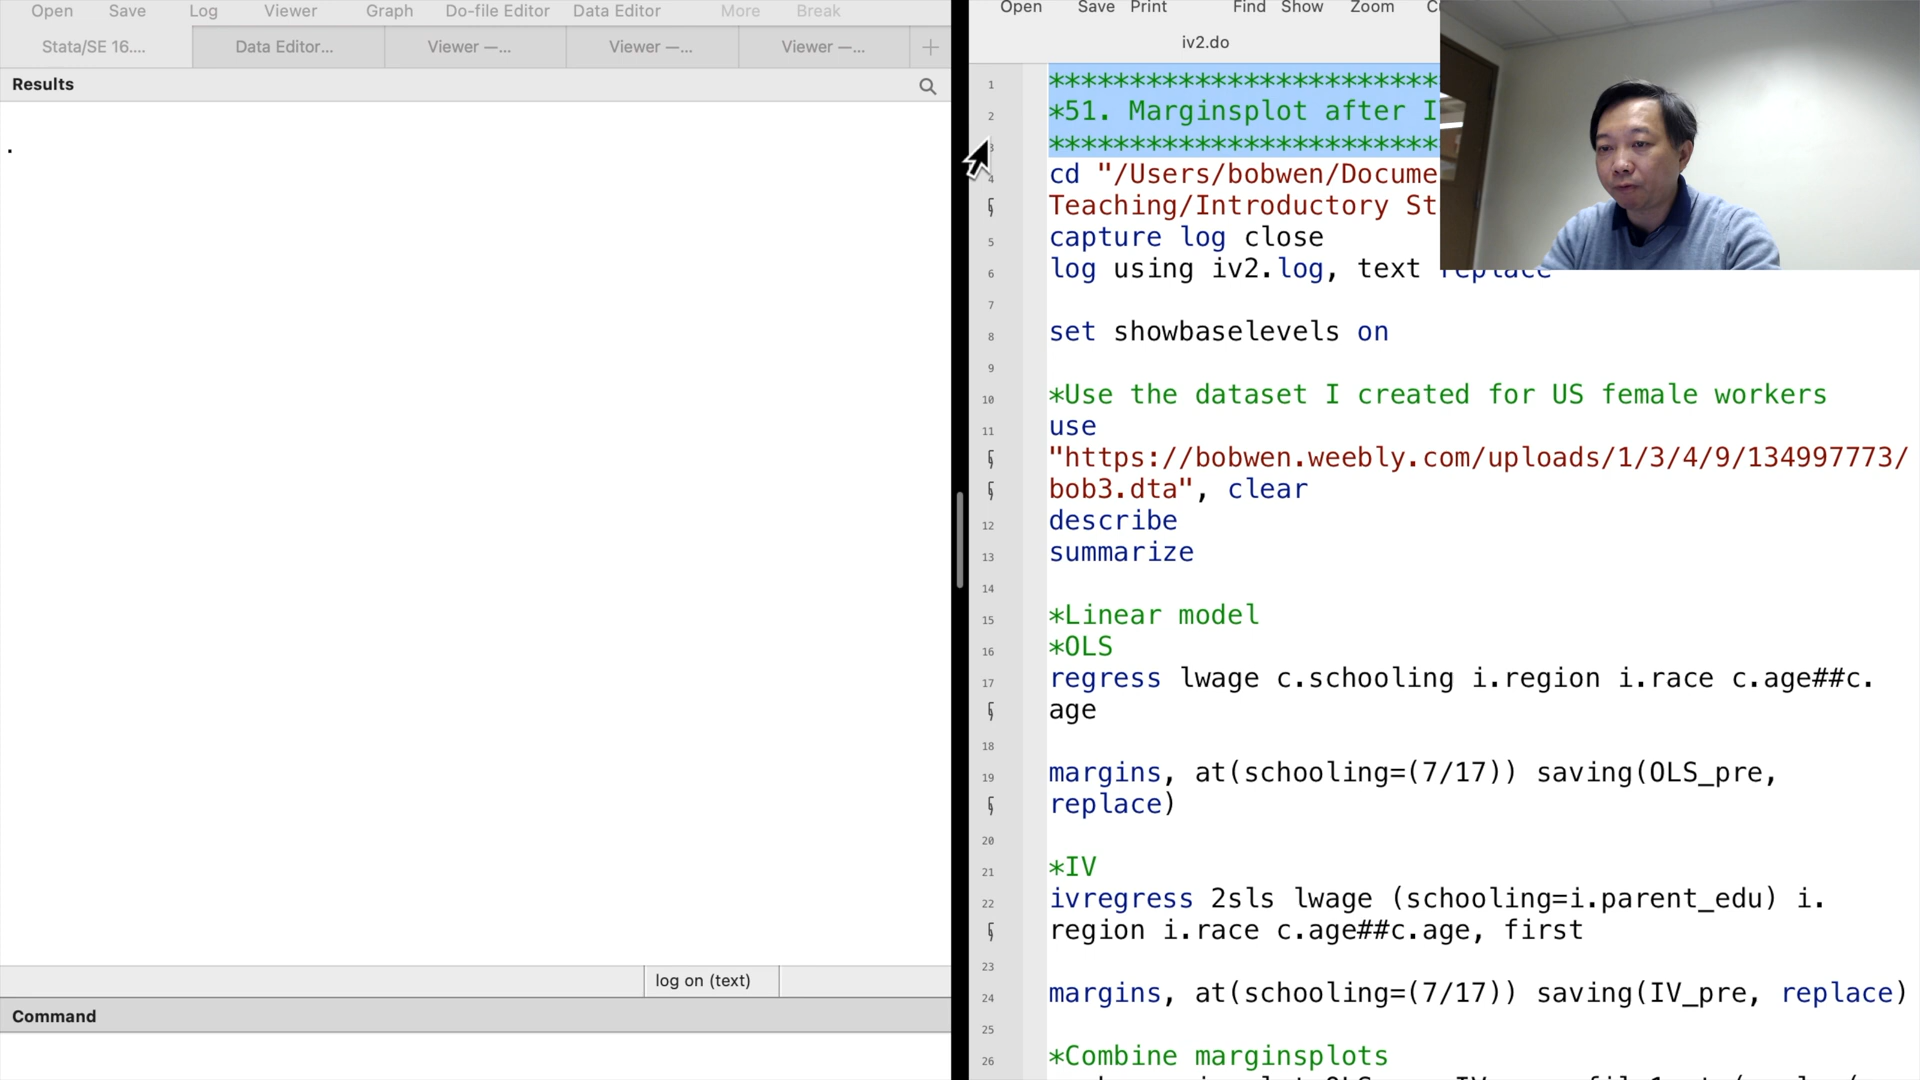 Open Save Log Viewer Graph Do-file Editor Data Editor More Break
Stata/SE 16.... Data Editor... Viewer —... Viewer —... Viewer —... +
Results
.
log on (text)
Command
Open Save Print Find Show Zoom
iv2.do
1 ************************
2 *51. Marginsplot after I
************************
4 cd "/Users/bobwen/Docume
Teaching/Introductory St
5 capture log close
6 log using iv2.log, text replace
7
8 set showbaselevels on
9
10 *Use the dataset I created for US female workers
11 use
"https://bobwen.weebly.com/uploads/1/3/4/9/134997773/
bob3.dta", clear
12 describe
13 summarize
14
15 *Linear model
16 *OLS
17 regress lwage c.schooling i.region i.race c.age##c.
age
18
19 margins, at(schooling=(7/17)) saving(OLS_pre,
replace)
20
21 *IV
22 ivregress 2sls lwage (schooling=i.parent_edu) i.
region i.race c.age##c.age, first
23
24 margins, at(schooling=(7/17)) saving(IV_pre, replace)
25
26 *Combine marginsplots